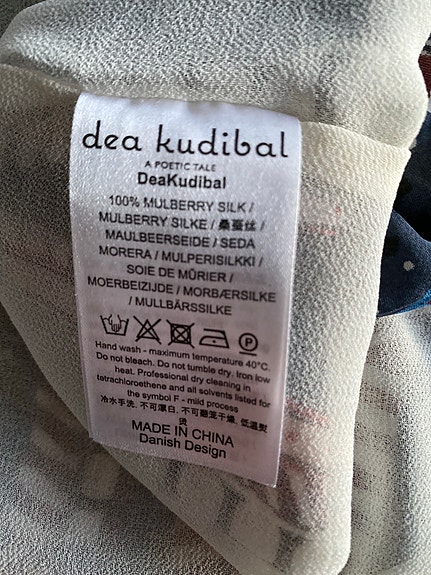 dea kudibal
A POETIC TALE
DeaKudibal
100% MULBERRY SILK /
MULBERRY SILKE / 桑蚕丝 /
MAULBEERSEIDE / SEDA
MORERA / MULPERISILKKI /
SOIE DE MÛRIER /
MOERBEIZIJDE / MORBÆRSILKE
/ MULLBÄRSSILKE
P
Hand wash - maximum temperature 40°C.
Do not bleach. Do not tumble dry. Iron low
heat. Professional dry cleaning in
tetrachloroethene and all solvents listed for
the symbol F - mild process
冷水手洗, 不可漂白, 不可翻笼干燥, 低温熨
烫
MADE IN CHINA
Danish Design